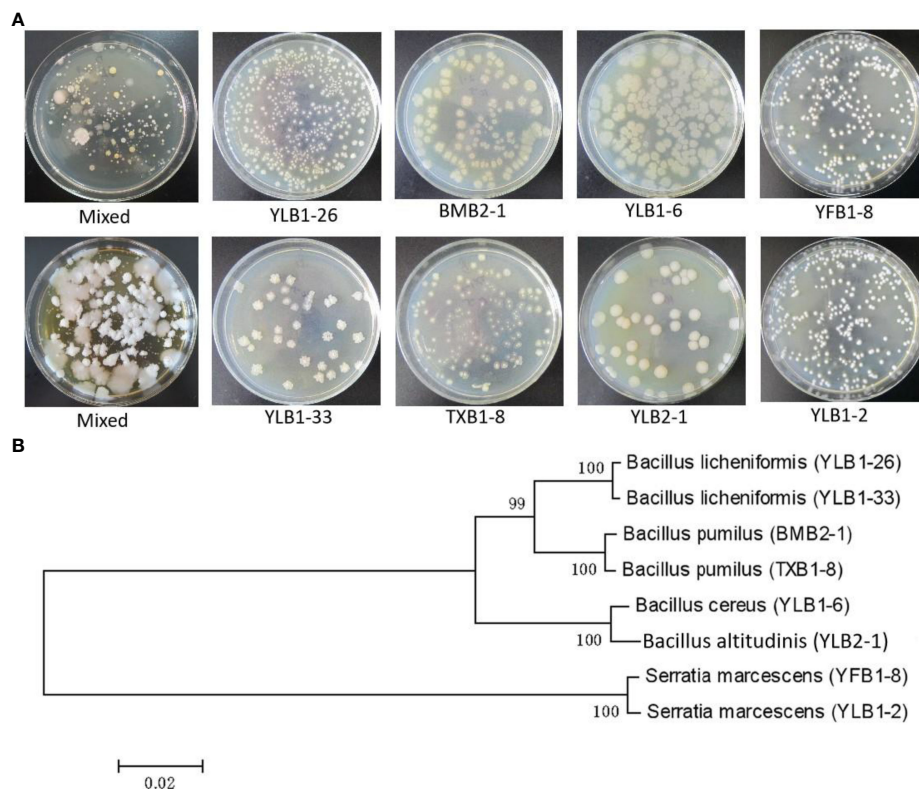 A
Mixed
YLB1-26
BMB2-1
YLB1-6
YFB1-8
Mixed
YLB1-33
TXB1-8
YLB2-1
YLB1-2
B
100
Bacillus licheniformis (YLB1-26)
Bacillus licheniformis (YLB1-33)
99
Bacillus pumilus (BMB2-1)
100
Bacillus pumilus (TXB1-8)
Bacillus cereus (YLB1-6)
100
Bacillus altitudinis (YLB2-1)
Serratia marcescens (YFB1-8)
100
Serratia marcescens (YLB1-2)
0.02